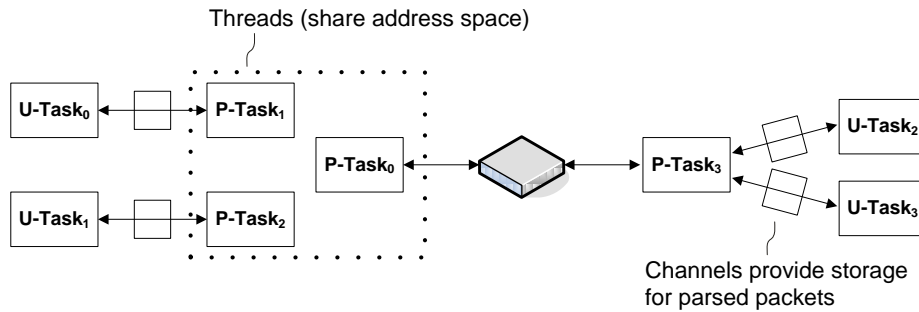 Threads (share address space)
U-Task₀
P-Task₁
U-Task₂
P-Task₀
P-Task₃
U-Task₁
P-Task₂
U-Task₃
Channels provide storage
for parsed packets